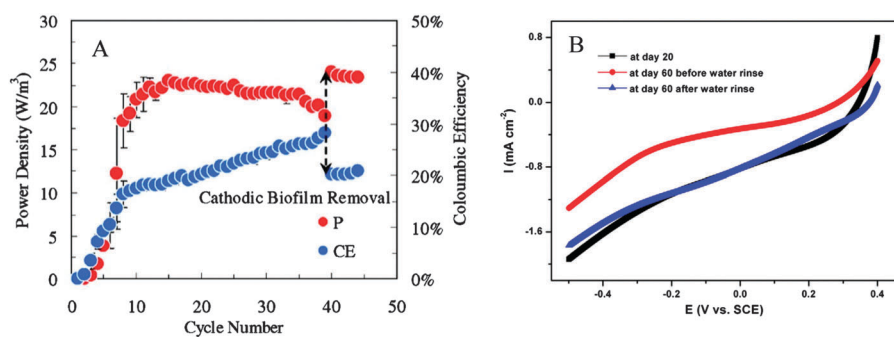 A
30
25
20
15
10
5
0
Power Density (W/m³)
50%
40%
30%
20%
10%
0%
Coloumbic Efficiency
Cathodic Biofilm Removal
P
CE
0
10
20
30
40
50
Cycle Number
B
at day 20
at day 60 before water rinse
at day 60 after water rinse
0.8
0.0
-0.8
-1.6
I (mA cm⁻²)
-0.4
-0.2
0.0
0.2
0.4
E (V vs. SCE)